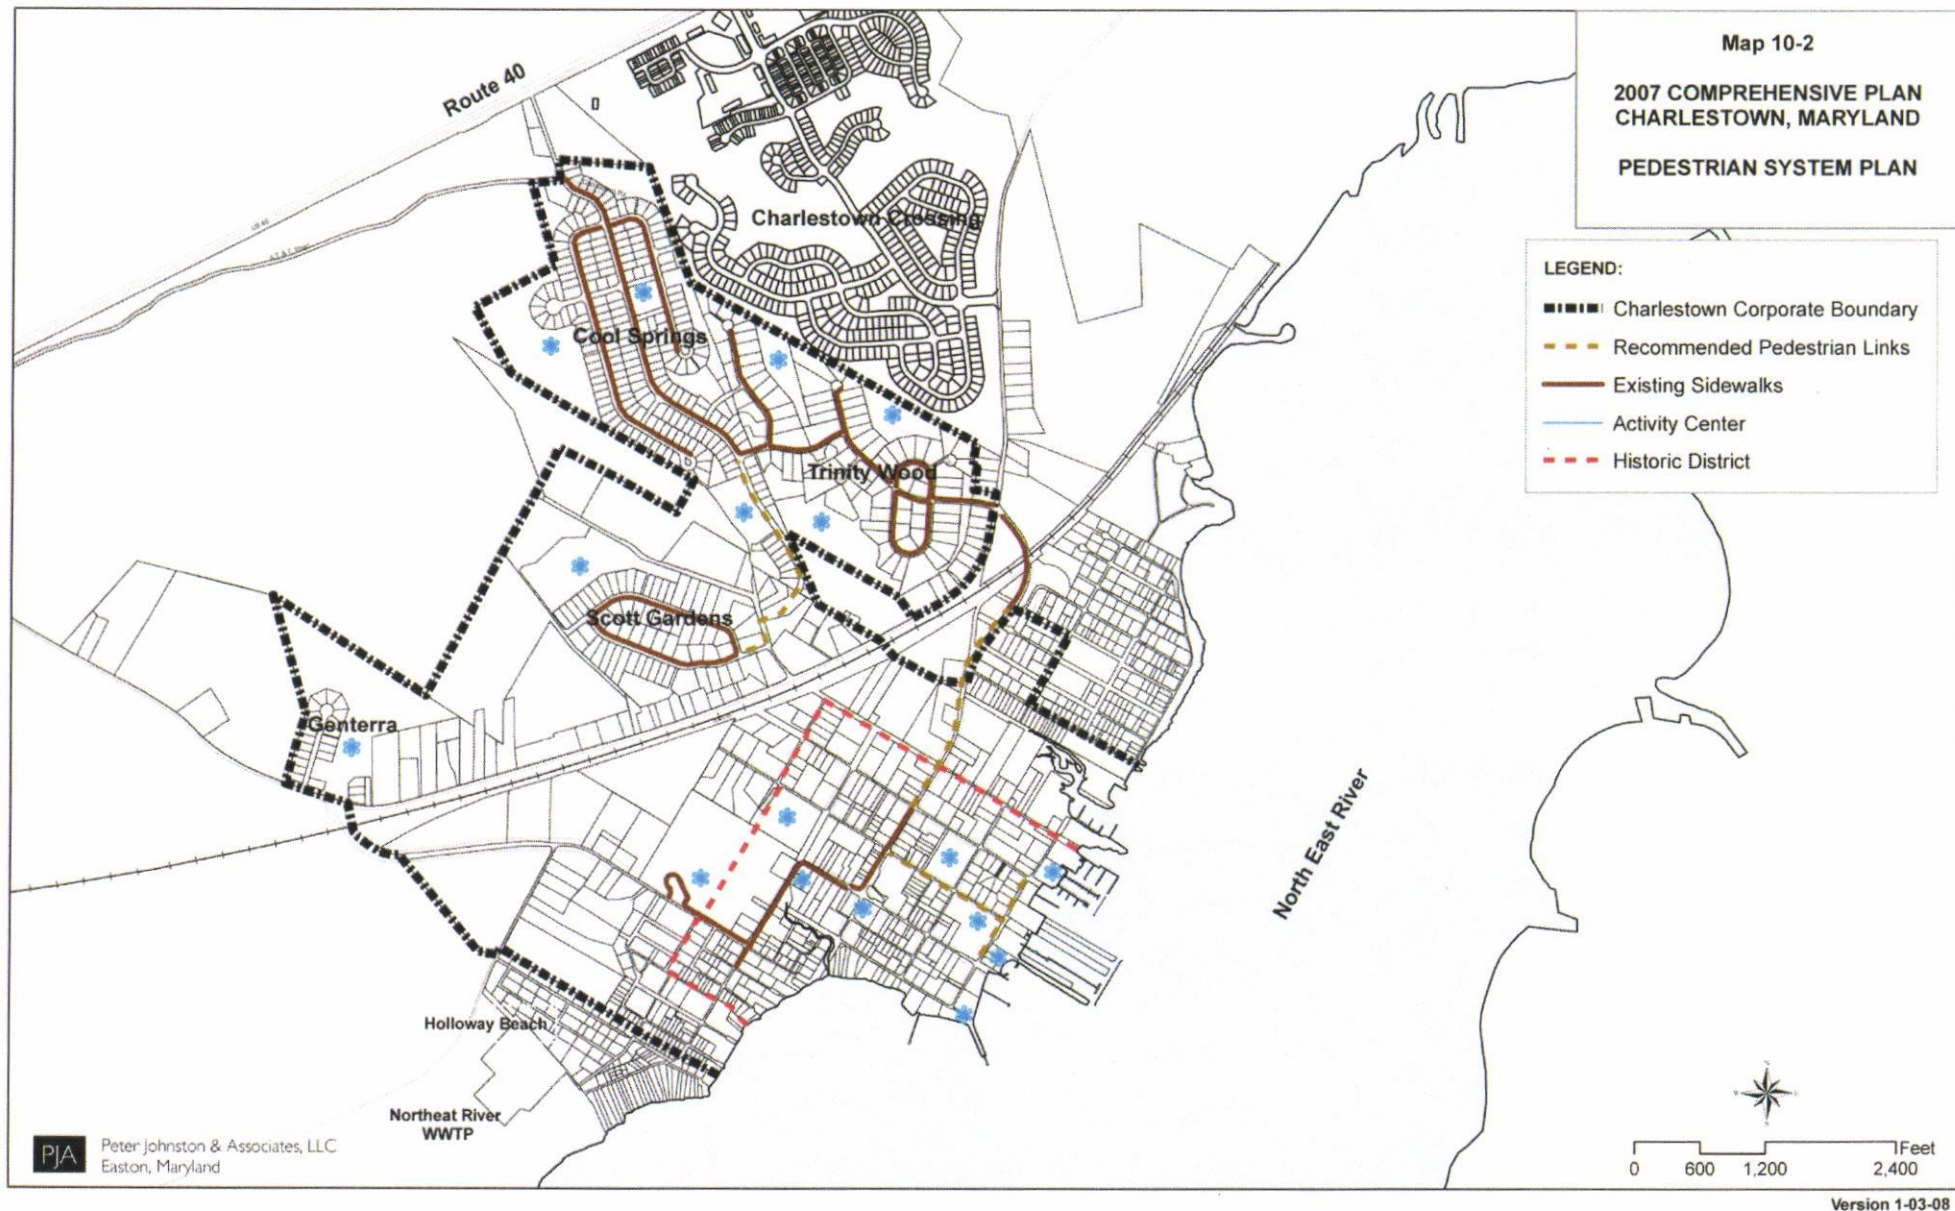 Map 10-2
2007 COMPREHENSIVE PLAN
CHARLESTOWN, MARYLAND
PEDESTRIAN SYSTEM PLAN
LEGEND:
Charlestown Corporate Boundary
Recommended Pedestrian Links
Existing Sidewalks
Activity Center
Historic District
Route 40
Charlestown Crossing
Cool Springs
Trinity Wood
Scott Gardens
Genterra
North East River
Holloway Beach
Northeat River
WWTP
PJA
Peter Johnston & Associates, LLC
Easton, Maryland
Feet
0 600 1,200 2,400
Version 1-03-08